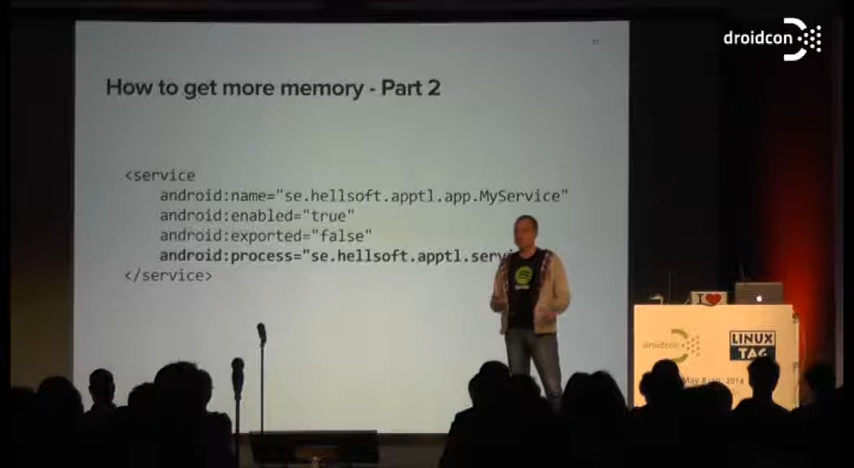 droidcon
How to get more memory - Part 2
<service
android:name="se.hellsoft.apptl.app.MyService"
android:enabled="true"
android:exported="false"
android:process="se.hellsoft.apptl.servi
</service>
I
droidcon
LINUX
TAG
2014